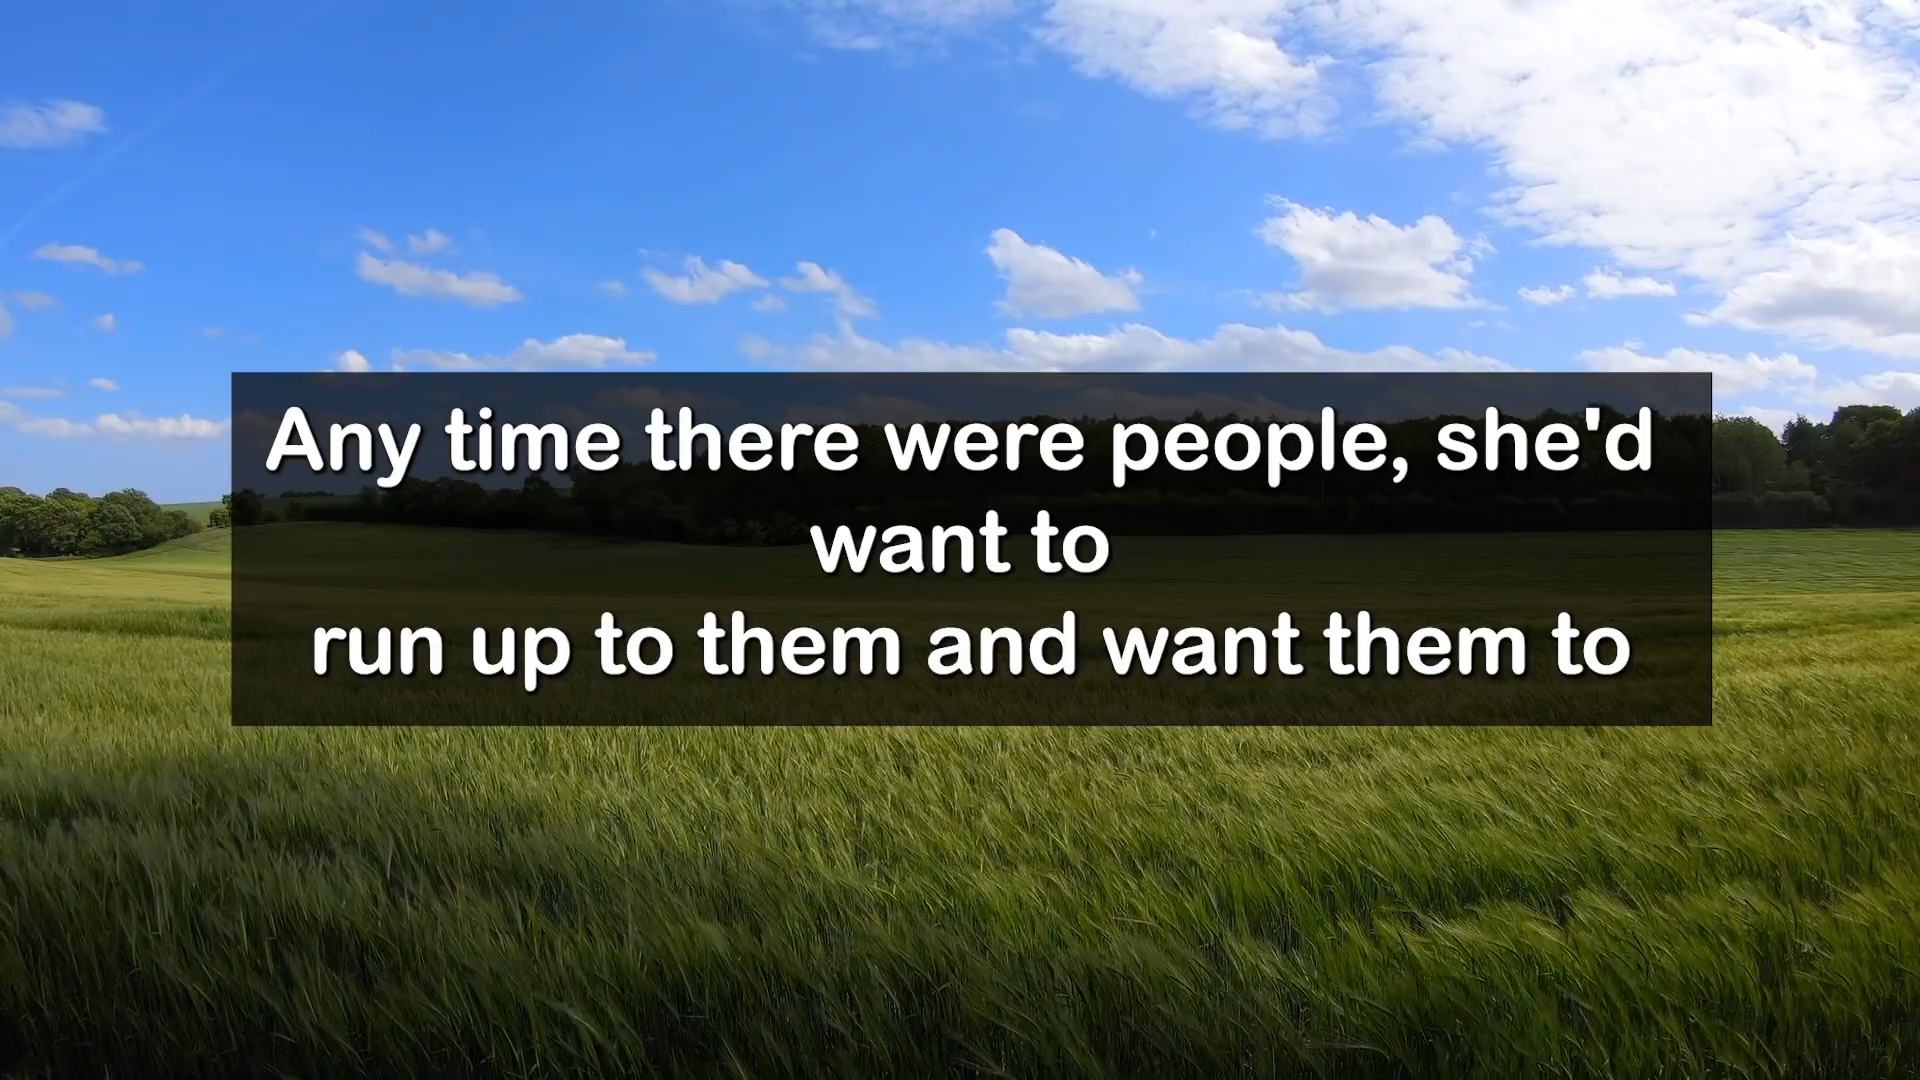 Any time there were people, she'd
want to
run up to them and want them to